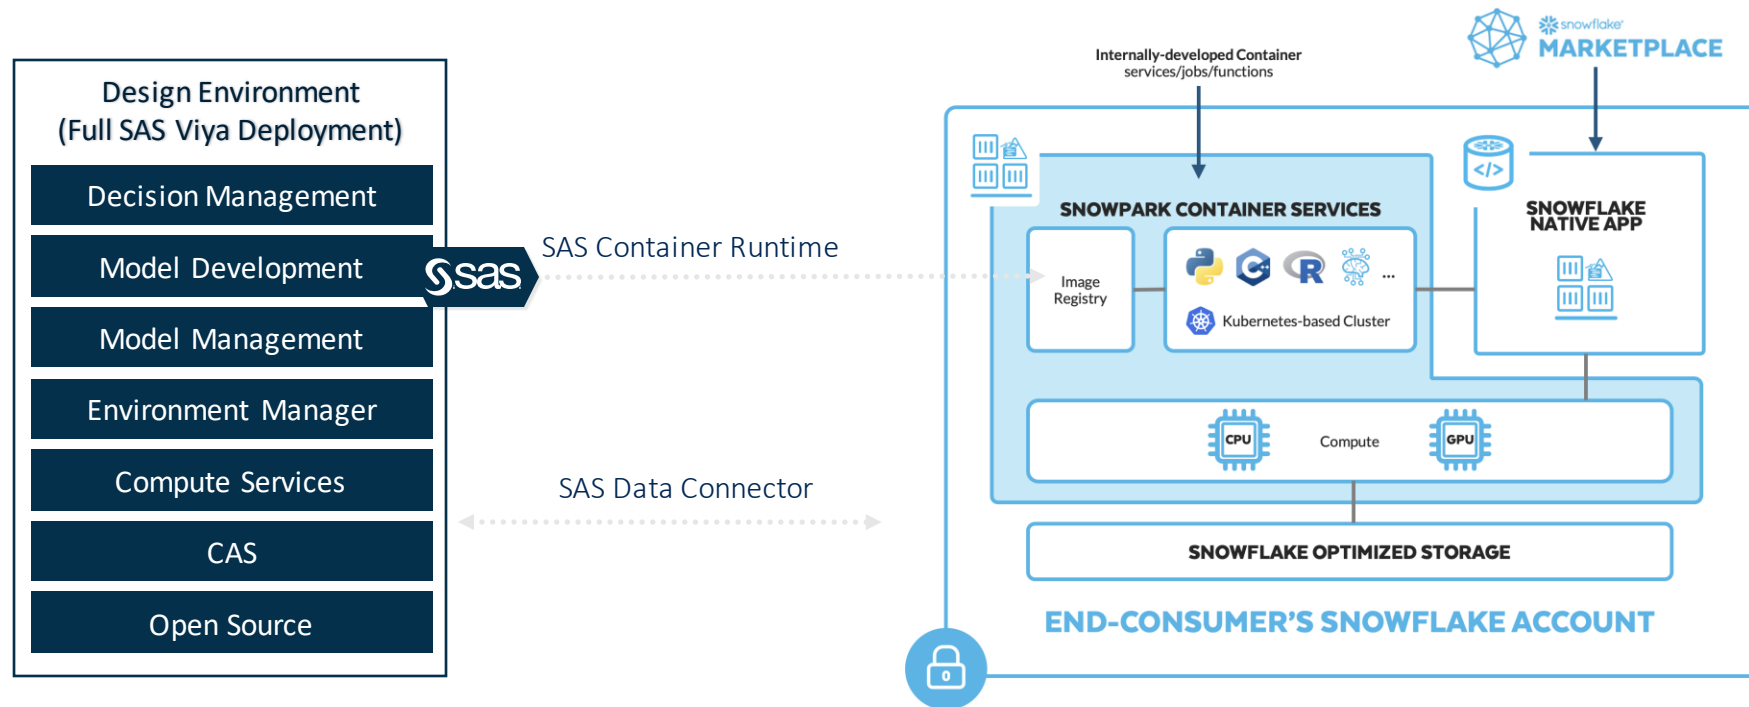 Design Environment
(Full SAS Viya Deployment)
Decision Management
Model Development
Model Management
Environment Manager
Compute Services
CAS
Open Source
sas
SAS Container Runtime
SAS Data Connector
Internally-developed Container
services/jobs/functions
snowflake
MARKETPLACE
SNOWPARK CONTAINER SERVICES
Image
Registry
C++
R
...
Kubernetes-based Cluster
</>
SNOWFLAKE
NATIVE APP
CPU
Compute
GPU
SNOWFLAKE OPTIMIZED STORAGE
END-CONSUMER'S SNOWFLAKE ACCOUNT